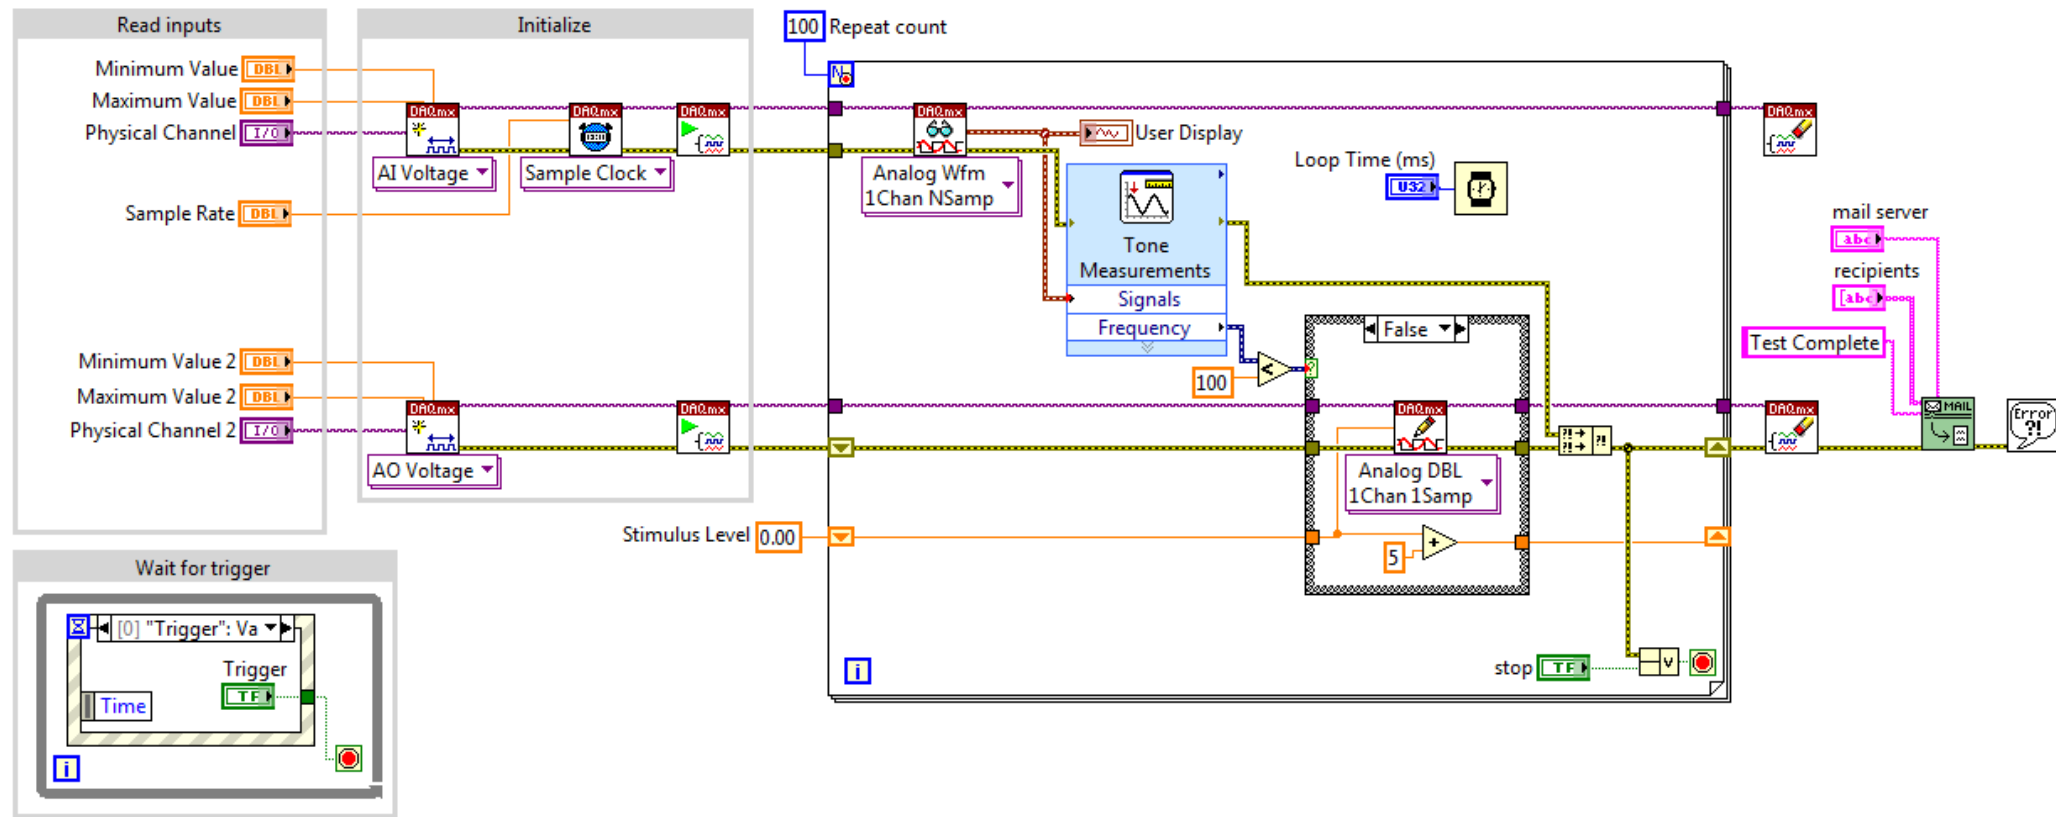 Read inputs
Minimum Value DBL
Maximum Value DBL
Physical Channel I/O
Sample Rate DBL
Minimum Value 2 DBL
Maximum Value 2 DBL
Physical Channel 2 I/O
Initialize
DAQmx
AI Voltage
DAQmx
Sample Clock
DAQmx
DAQmx
AO Voltage
DAQmx
Wait for trigger
[0] "Trigger": Va
Trigger
TF
Time
i
100 Repeat count
N
DAQmx
Analog Wfm
1Chan NSamp
User Display
Tone
Measurements
Signals
Frequency
Loop Time (ms)
U32
100
<
?
False
DAQmx
Analog DBL
1Chan 1Samp
5
+
?!
?!
?!
Stimulus Level 0.00
i
stop TF
V
DAQmx
DAQmx
mail server
abc
recipients
[abc]
Test Complete
MAIL
Error
?!